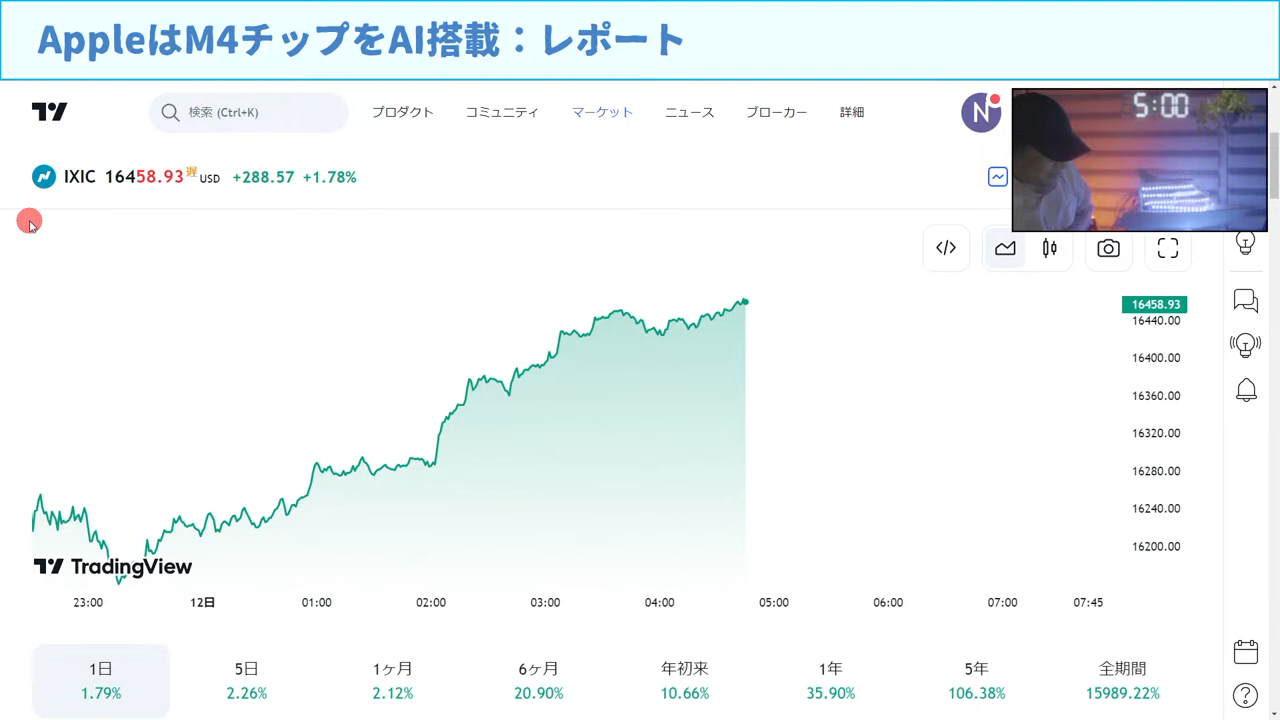 AppleはM4チップをAI搭載：レポート
検索 (Ctrl+K)
プロダクト
コミュニティ
マーケット
ニュース
ブローカー
詳細
N
5:00
IXIC 16458.93 遅 USD +288.57 +1.78%
16458.93
16440.00
16400.00
16360.00
16320.00
16280.00
16240.00
16200.00
TradingView
23:00 12日 01:00 02:00 03:00 04:00 05:00 06:00 07:00 07:45
1日 5日 1ヶ月 6ヶ月 年初来 1年 5年 全期間
1.79% 2.26% 2.12% 20.90% 10.66% 35.90% 106.38% 15989.22%